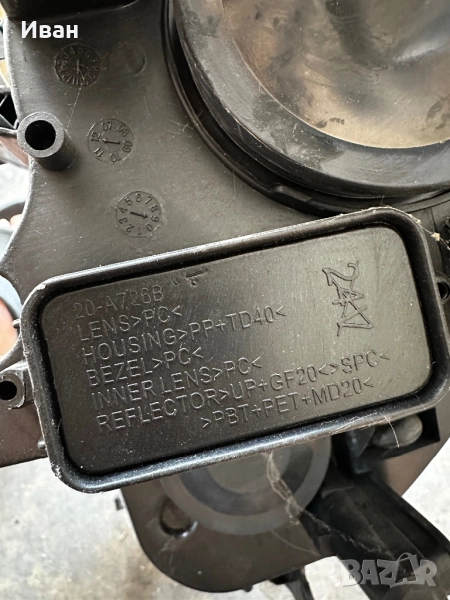 Иван
20-A726B
LENS>PC<
HOUSING>PP+TD40<
BEZEL>PC<
INNER LENS>PC<
REFLECTOR>UP+GF20<>SPC<
>PBT+PET+MD20<
BAZAR